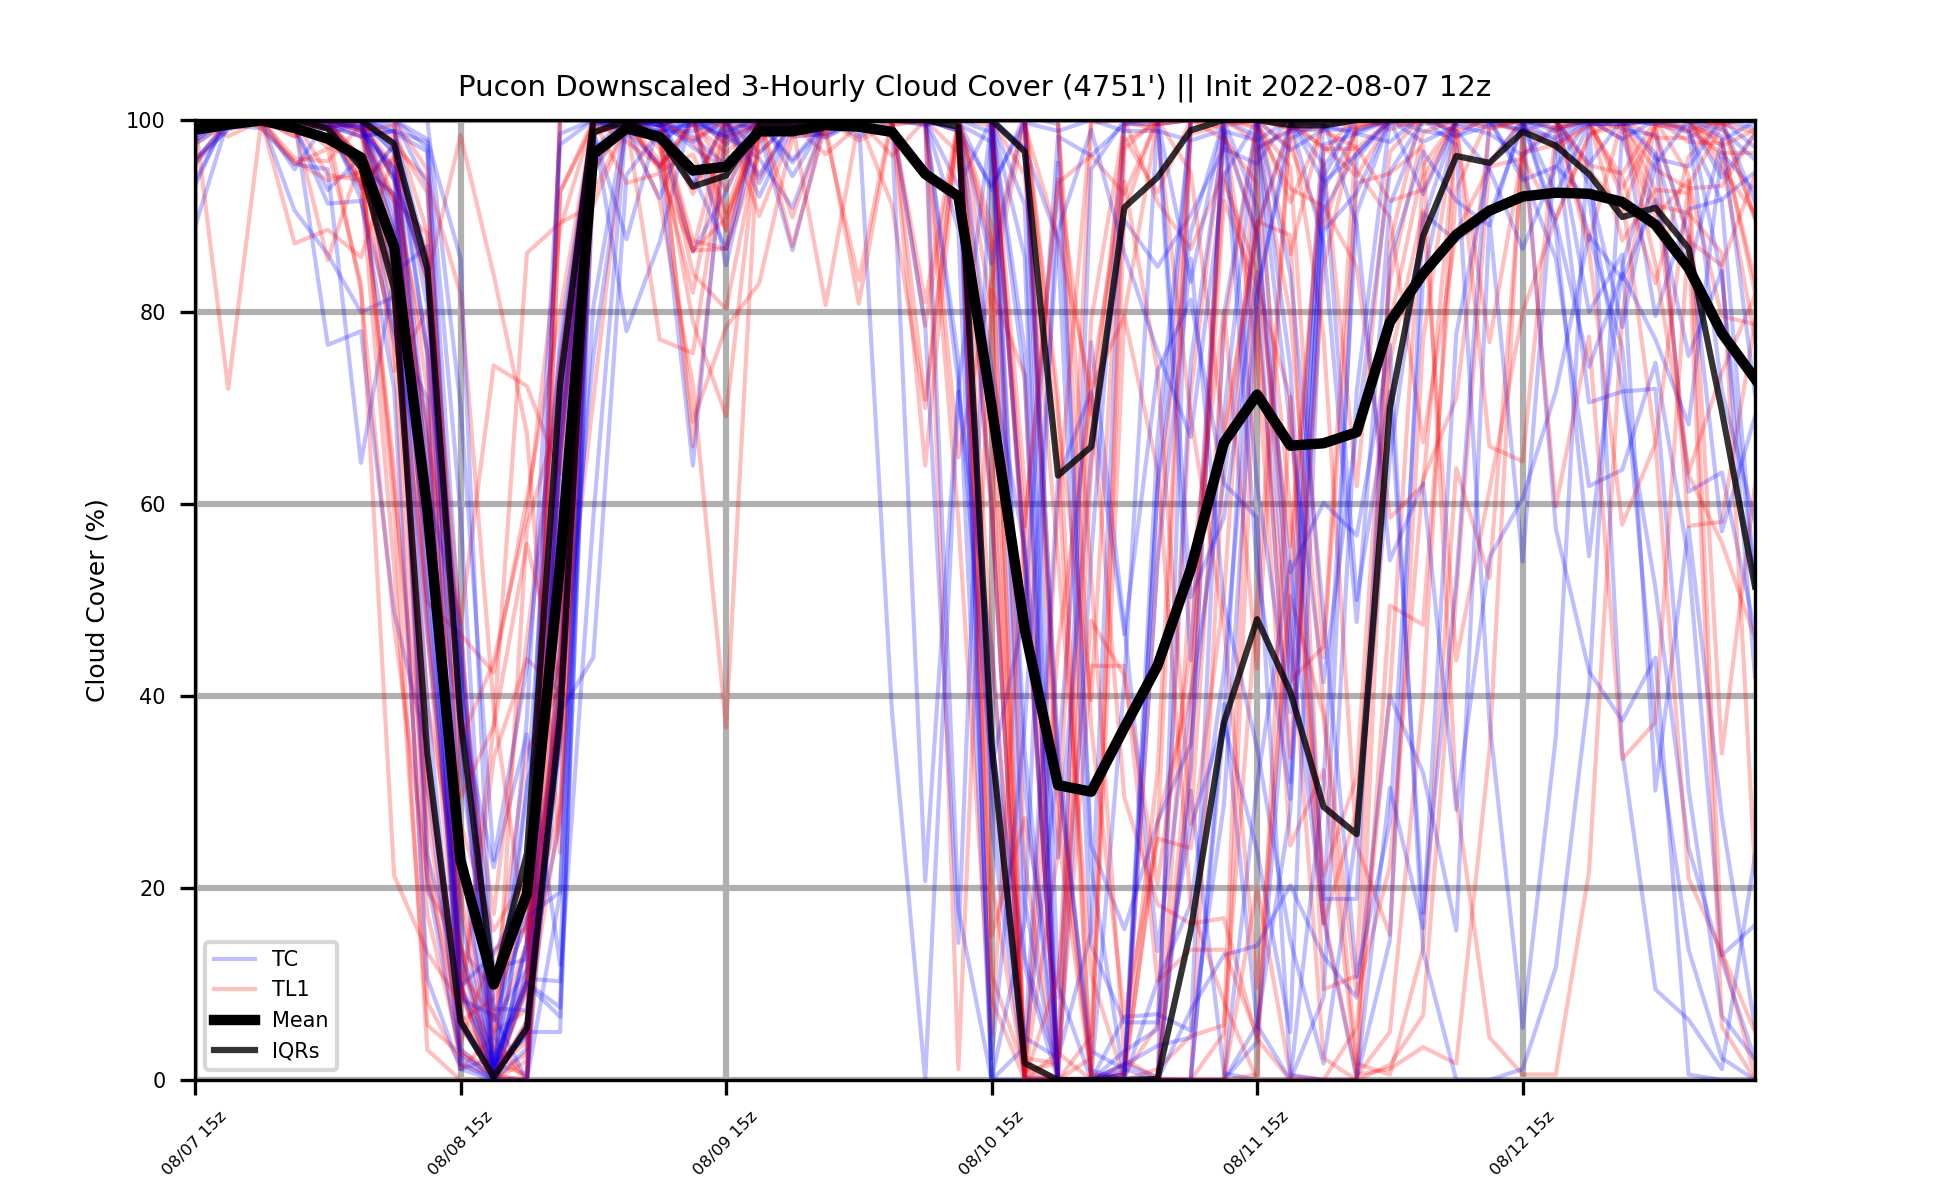 Pucon Downscaled 3-Hourly Cloud Cover (4751') || Init 2022-08-07 12z
Cloud Cover (%)
100
80
60
40
20
0
TC
TL1
Mean
IQRs
08/07 15z
08/08 15z
08/09 15z
08/10 15z
08/11 15z
08/12 15z